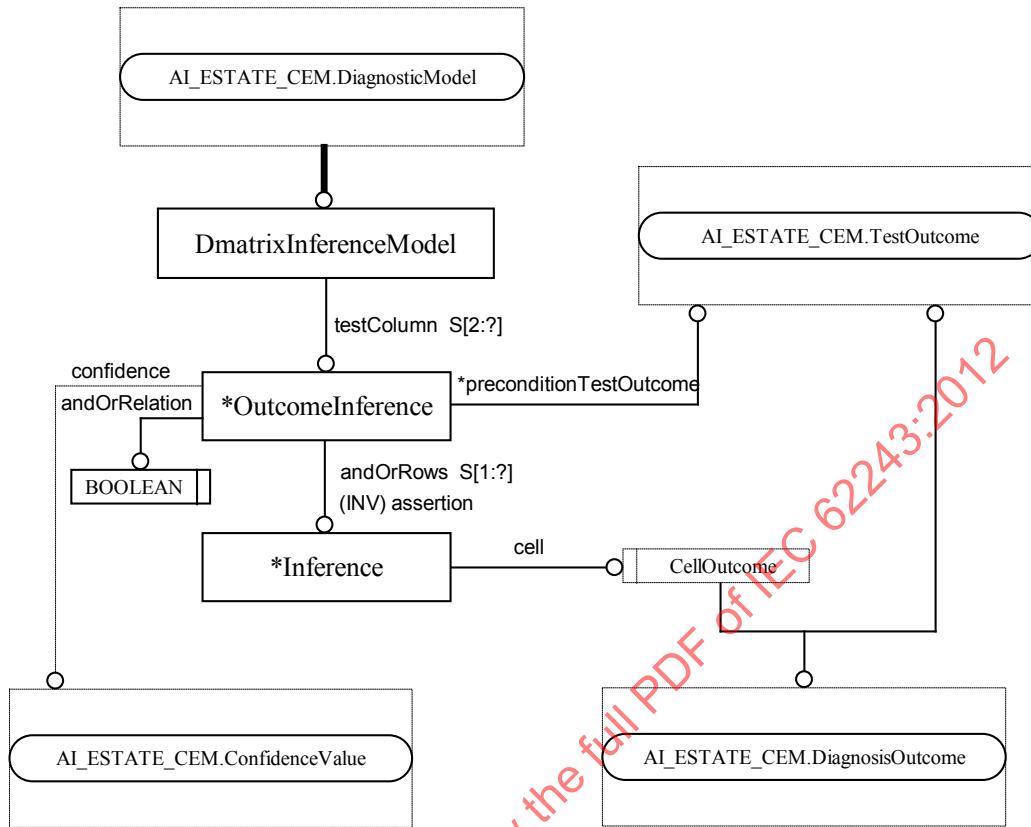 AI_ESTATE_CEM.DiagnosticModel
DmatrixInferenceModel
AI_ESTATE_CEM.TestOutcome
testColumn S[2:?]
confidence
*preconditionTestOutcome
andOrRelation
*OutcomeInference
BOOLEAN
andOrRows S[1:?]
(INV) assertion
*Inference
cell
CellOutcome
AI_ESTATE_CEM.ConfidenceValue
AI_ESTATE_CEM.DiagnosisOutcome
the full PDF of IEC 62243:2012